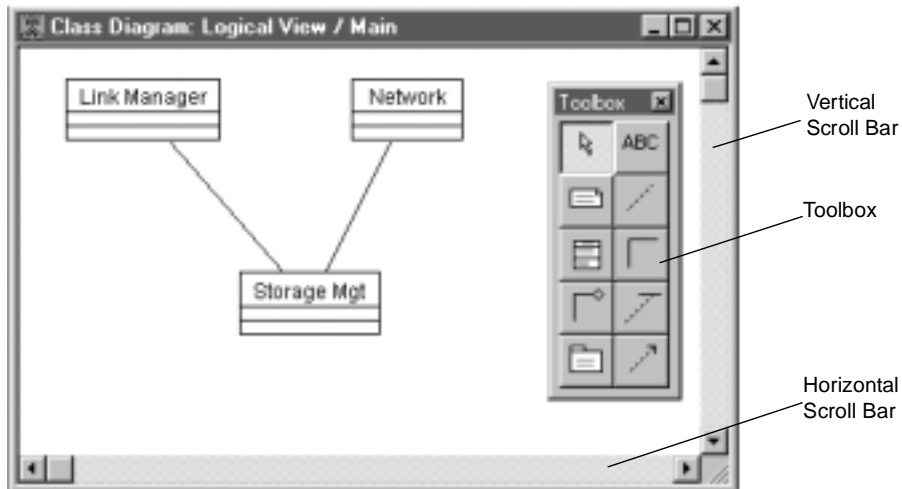 Class Diagram: Logical View / Main
Link Manager
Network
Toolbox
ABC
Storage Mgt
Vertical
Scroll Bar
Toolbox
Horizontal
Scroll Bar